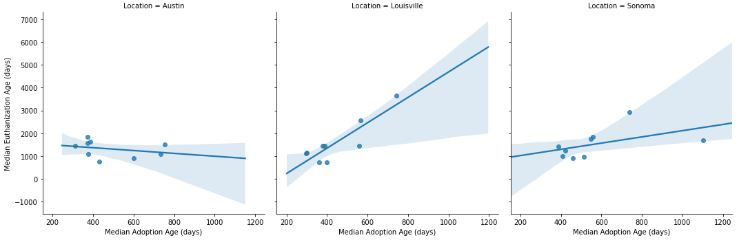 Location = Austin
Location = Louisville
Location = Sonoma
Median Euthanization Age (days)
7000
6000
5000
4000
3000
2000
1000
0
−1000
200 400 600 800 1000 1200
200 400 600 800 1000 1200
200 400 600 800 1000 1200
Median Adoption Age (days)
Median Adoption Age (days)
Median Adoption Age (days)